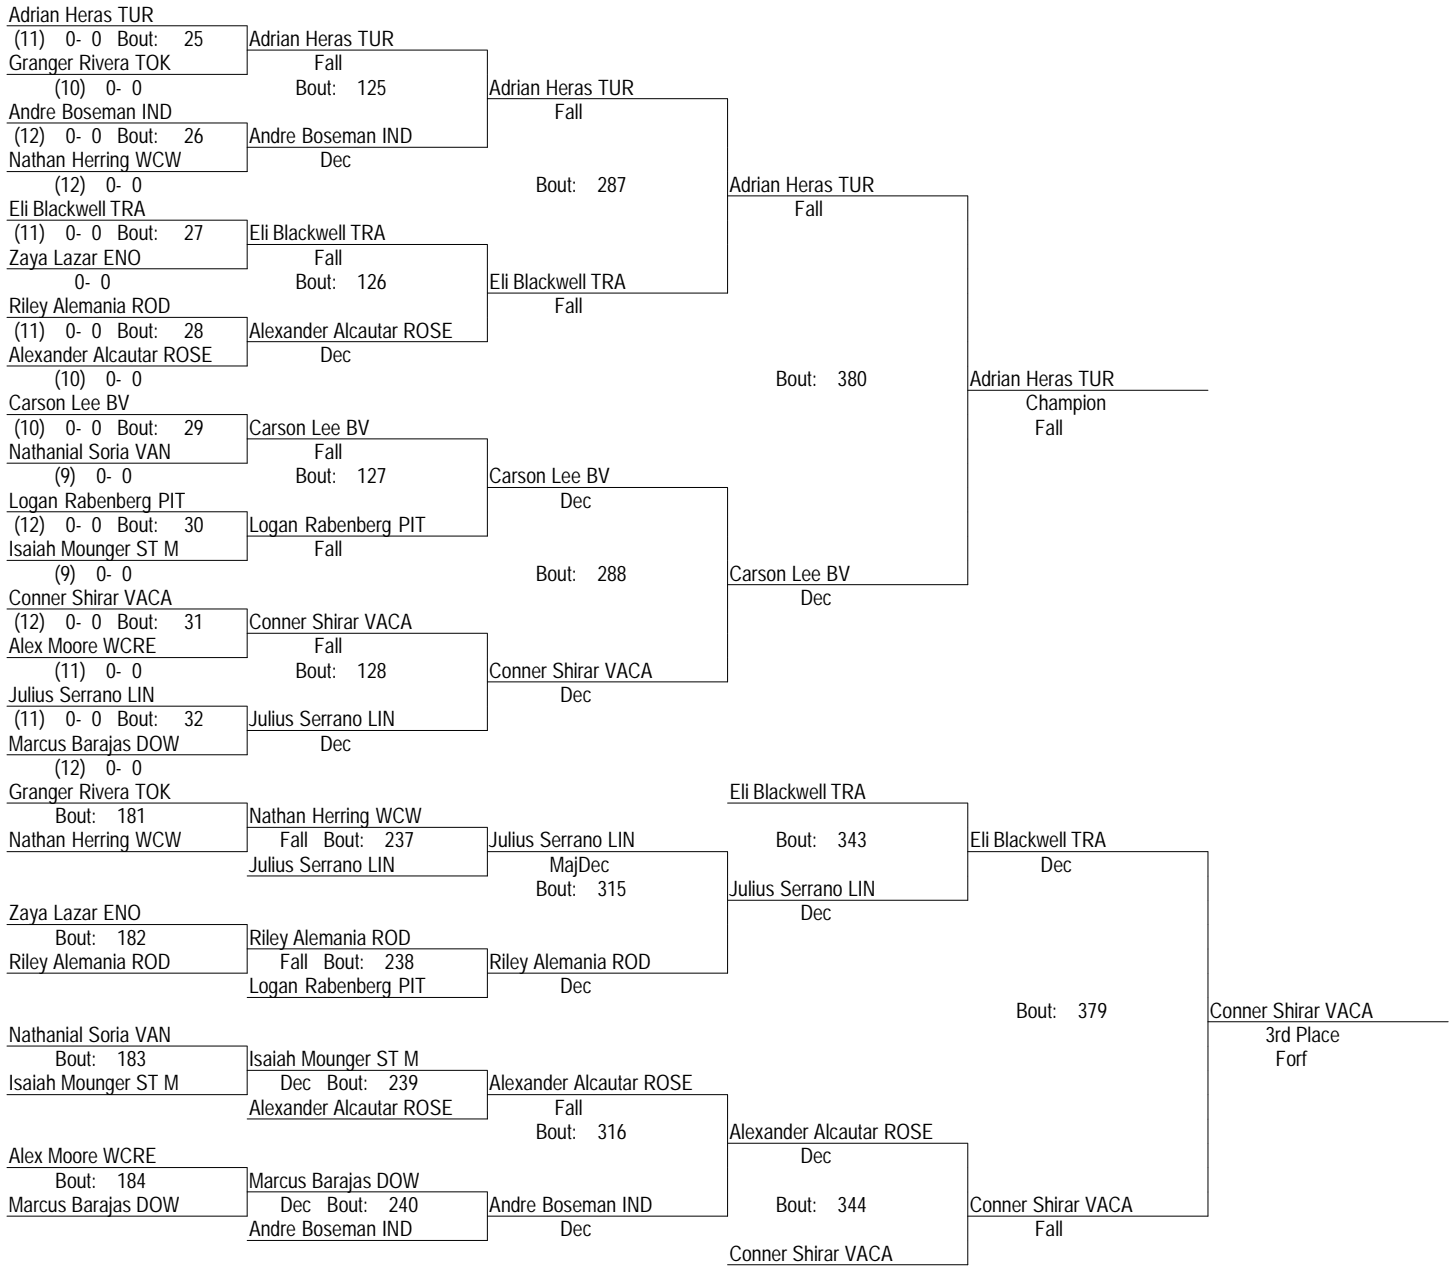 Adrian Heras TUR
(11) 0- 0 Bout: 25 Adrian Heras TUR
Granger Rivera TOK Fall
(10) 0- 0 Bout: 125 Adrian Heras TUR
Andre Boseman IND Fall
(12) 0- 0 Bout: 26 Andre Boseman IND
Nathan Herring WCW Dec
(12) 0- 0 Bout: 287 Adrian Heras TUR
Eli Blackwell TRA Fall
(11) 0- 0 Bout: 27 Eli Blackwell TRA
Zaya Lazar ENO Fall
0- 0 Bout: 126 Eli Blackwell TRA
Riley Alemania ROD Fall
(11) 0- 0 Bout: 28 Alexander Alcautar ROSE
Alexander Alcautar ROSE Dec
(10) 0- 0 Bout: 380 Adrian Heras TUR
Carson Lee BV Champion
(10) 0- 0 Bout: 29 Carson Lee BV Fall
Nathanial Soria VAN Fall
(9) 0- 0 Bout: 127 Carson Lee BV
Logan Rabenberg PIT Dec
(12) 0- 0 Bout: 30 Logan Rabenberg PIT
Isaiah Mounger ST M Fall
(9) 0- 0 Bout: 288 Carson Lee BV
Conner Shirar VACA Dec
(12) 0- 0 Bout: 31 Conner Shirar VACA
Alex Moore WCRE Fall
(11) 0- 0 Bout: 128 Conner Shirar VACA
Julius Serrano LIN Dec
(11) 0- 0 Bout: 32 Julius Serrano LIN
Marcus Barajas DOW Dec
(12) 0- 0
Granger Rivera TOK Eli Blackwell TRA
Bout: 181 Nathan Herring WCW
Nathan Herring WCW Fall Bout: 237 Julius Serrano LIN Bout: 343 Eli Blackwell TRA
Julius Serrano LIN MajDec Dec
Bout: 315 Julius Serrano LIN
Zaya Lazar ENO Dec
Bout: 182 Riley Alemania ROD
Riley Alemania ROD Fall Bout: 238 Riley Alemania ROD
Logan Rabenberg PIT Dec
Bout: 379 Conner Shirar VACA
Nathanial Soria VAN 3rd Place
Bout: 183 Isaiah Mounger ST M Forf
Isaiah Mounger ST M Dec Bout: 239 Alexander Alcautar ROSE
Alexander Alcautar ROSE Fall
Bout: 316 Alexander Alcautar ROSE
Alex Moore WCRE Dec
Bout: 184 Marcus Barajas DOW
Marcus Barajas DOW Dec Bout: 240 Andre Boseman IND Bout: 344 Conner Shirar VACA
Andre Boseman IND Dec Fall
Conner Shirar VACA